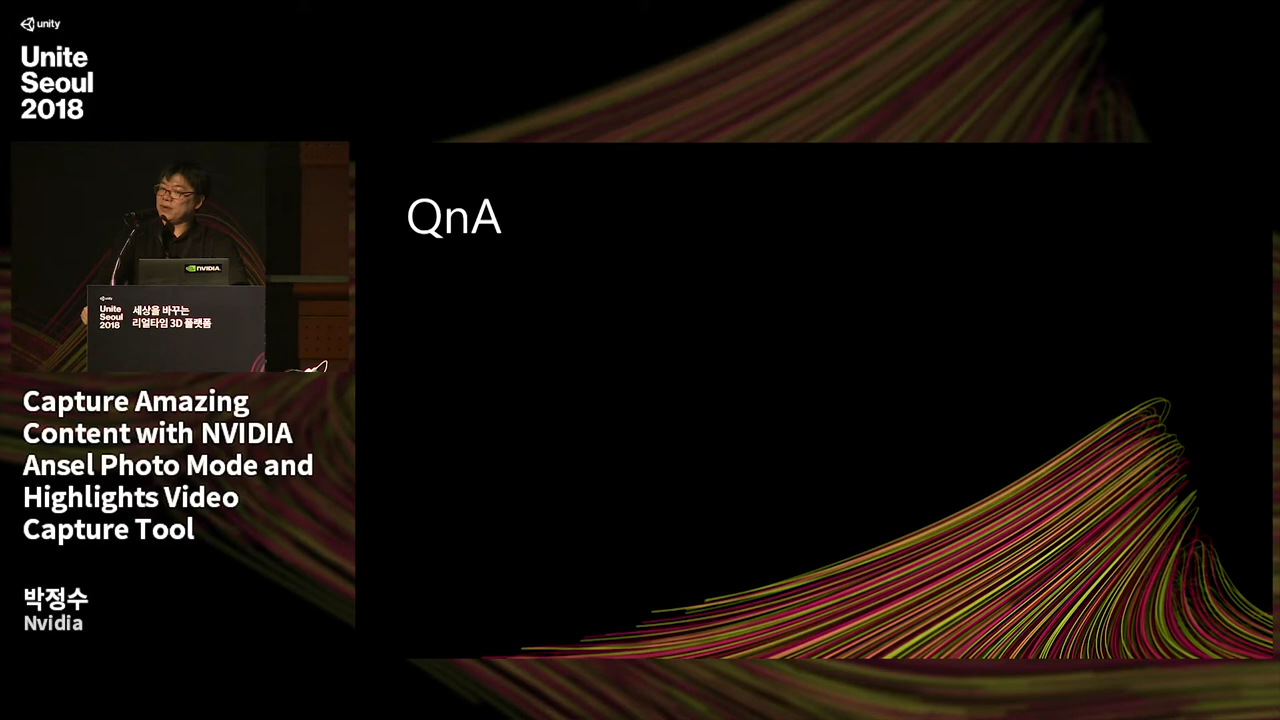 unity
Unite
Seoul
2018
NVIDIA
unity
Unite
Seoul
2018
세상을 바꾸는
리얼타임 3D 플랫폼
Capture Amazing
Content with NVIDIA
Ansel Photo Mode and
Highlights Video
Capture Tool
박정수
Nvidia
QnA